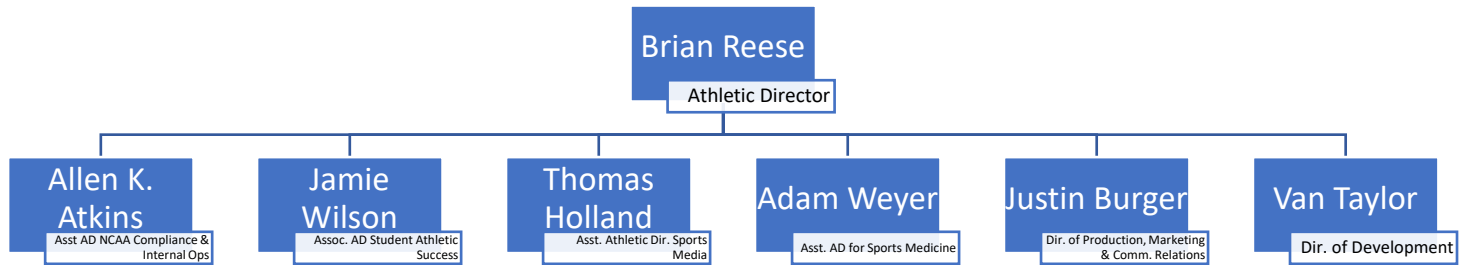 Brian Reese
Athletic Director
Allen K.
Atkins
Asst AD NCAA Compliance &
Internal Ops
Jamie
Wilson
Assoc. AD Student Athletic
Success
Thomas
Holland
Asst. Athletic Dir. Sports
Media
Adam Weyer
Asst. AD for Sports Medicine
Justin Burger
Dir. of Production, Marketing
& Comm. Relations
Van Taylor
Dir. of Development